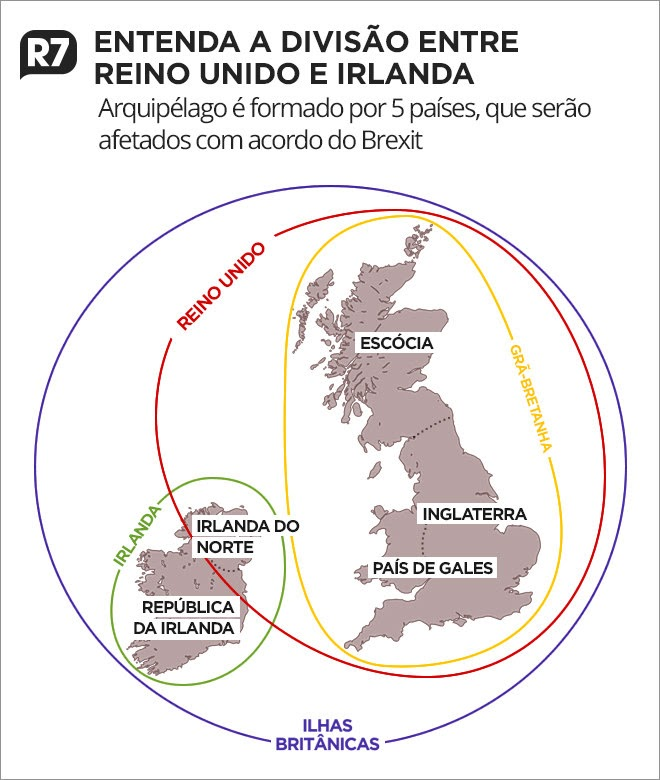 R7
ENTENDA A DIVISÃO ENTRE
REINO UNIDO E IRLANDA
Arquipélago é formado por 5 países, que serão
afetados com acordo do Brexit
REINO UNIDO
ESCÓCIA
GRÃ-BRETANHA
IRLANDA
IRLANDA DO
NORTE
INGLATERRA
PAÍS DE GALES
REPÚBLICA
DA IRLANDA
ILHAS
BRITÂNICAS